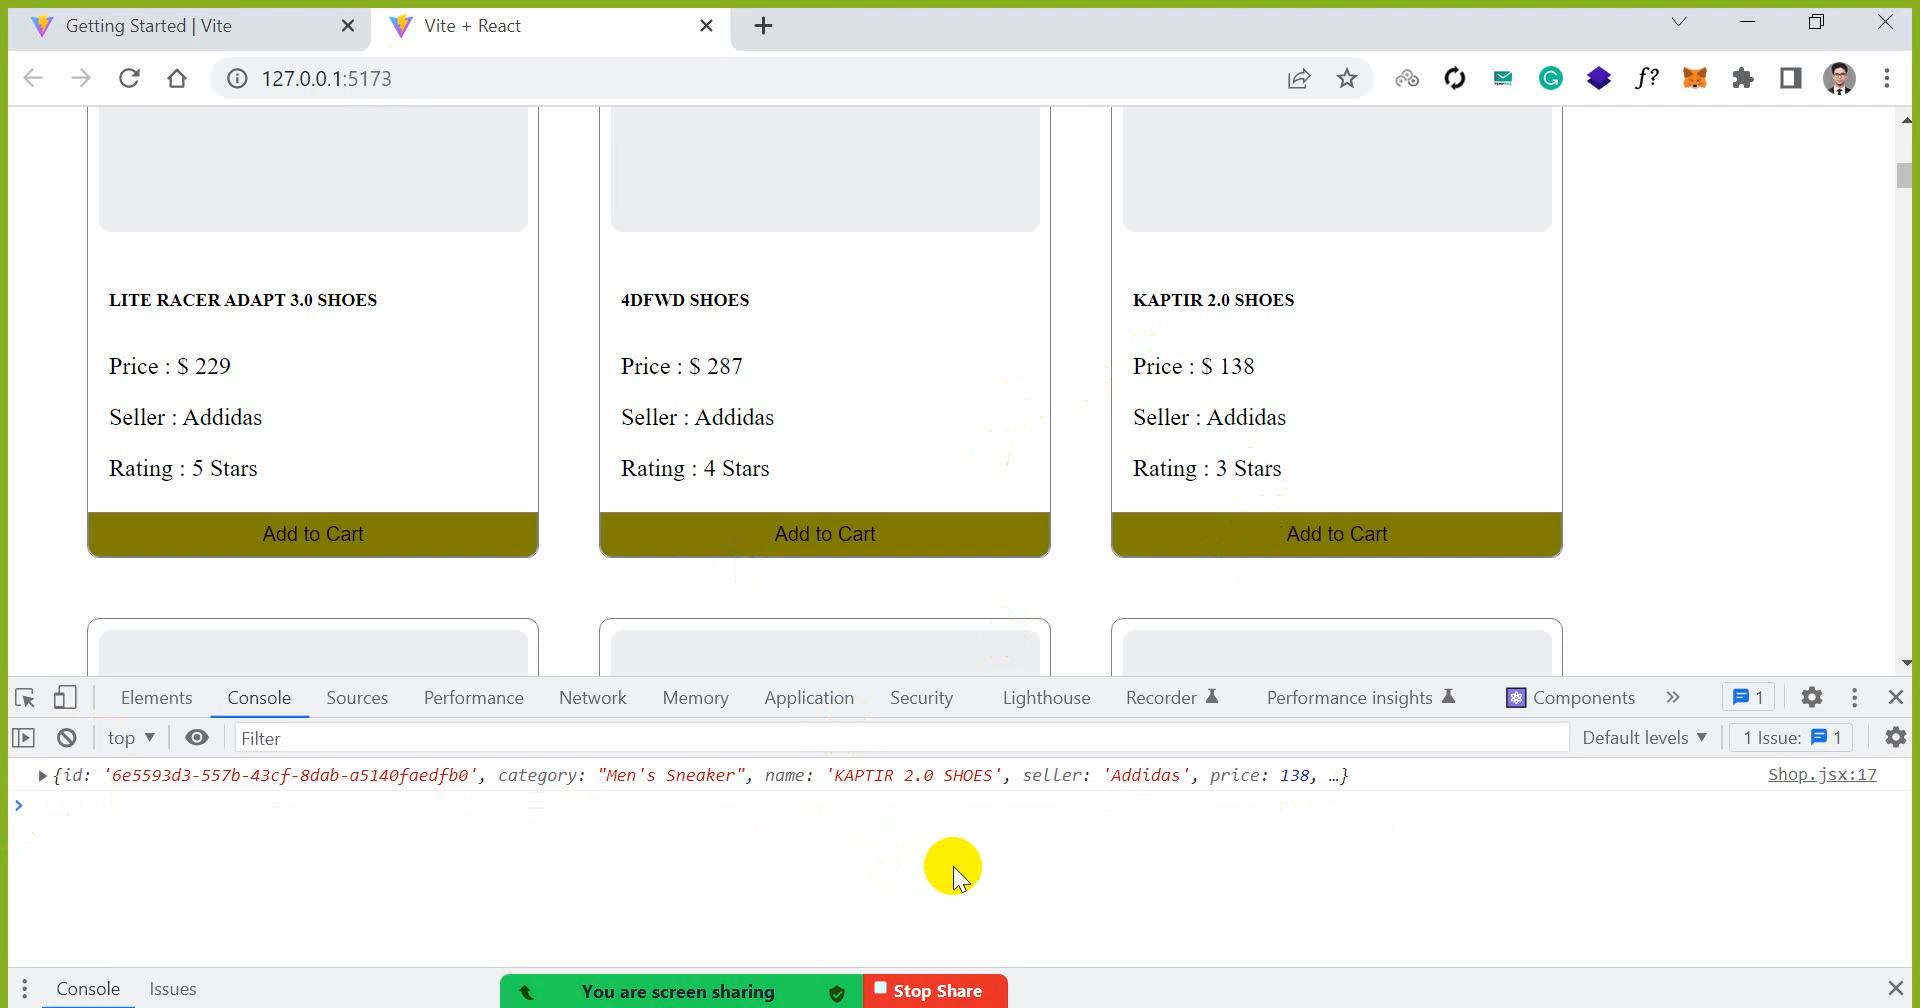 Getting Started | Vite
Vite + React
127.0.0.1:5173
f?
LITE RACER ADAPT 3.0 SHOES
Price : $ 229
Seller : Addidas
Rating : 5 Stars
Add to Cart
4DFWD SHOES
Price : $ 287
Seller : Addidas
Rating : 4 Stars
Add to Cart
KAPTIR 2.0 SHOES
Price : $ 138
Seller : Addidas
Rating : 3 Stars
Add to Cart
Elements Console Sources Performance Network Memory Application Security Lighthouse Recorder Performance insights Components 1
top Filter Default levels 1 Issue: 1
{id: '6e5593d3-557b-43cf-8dab-a5140faedfb0', category: "Men's Sneaker", name: 'KAPTIR 2.0 SHOES', seller: 'Addidas', price: 138, …} Shop.jsx:17
Console Issues
You are screen sharing Stop Share